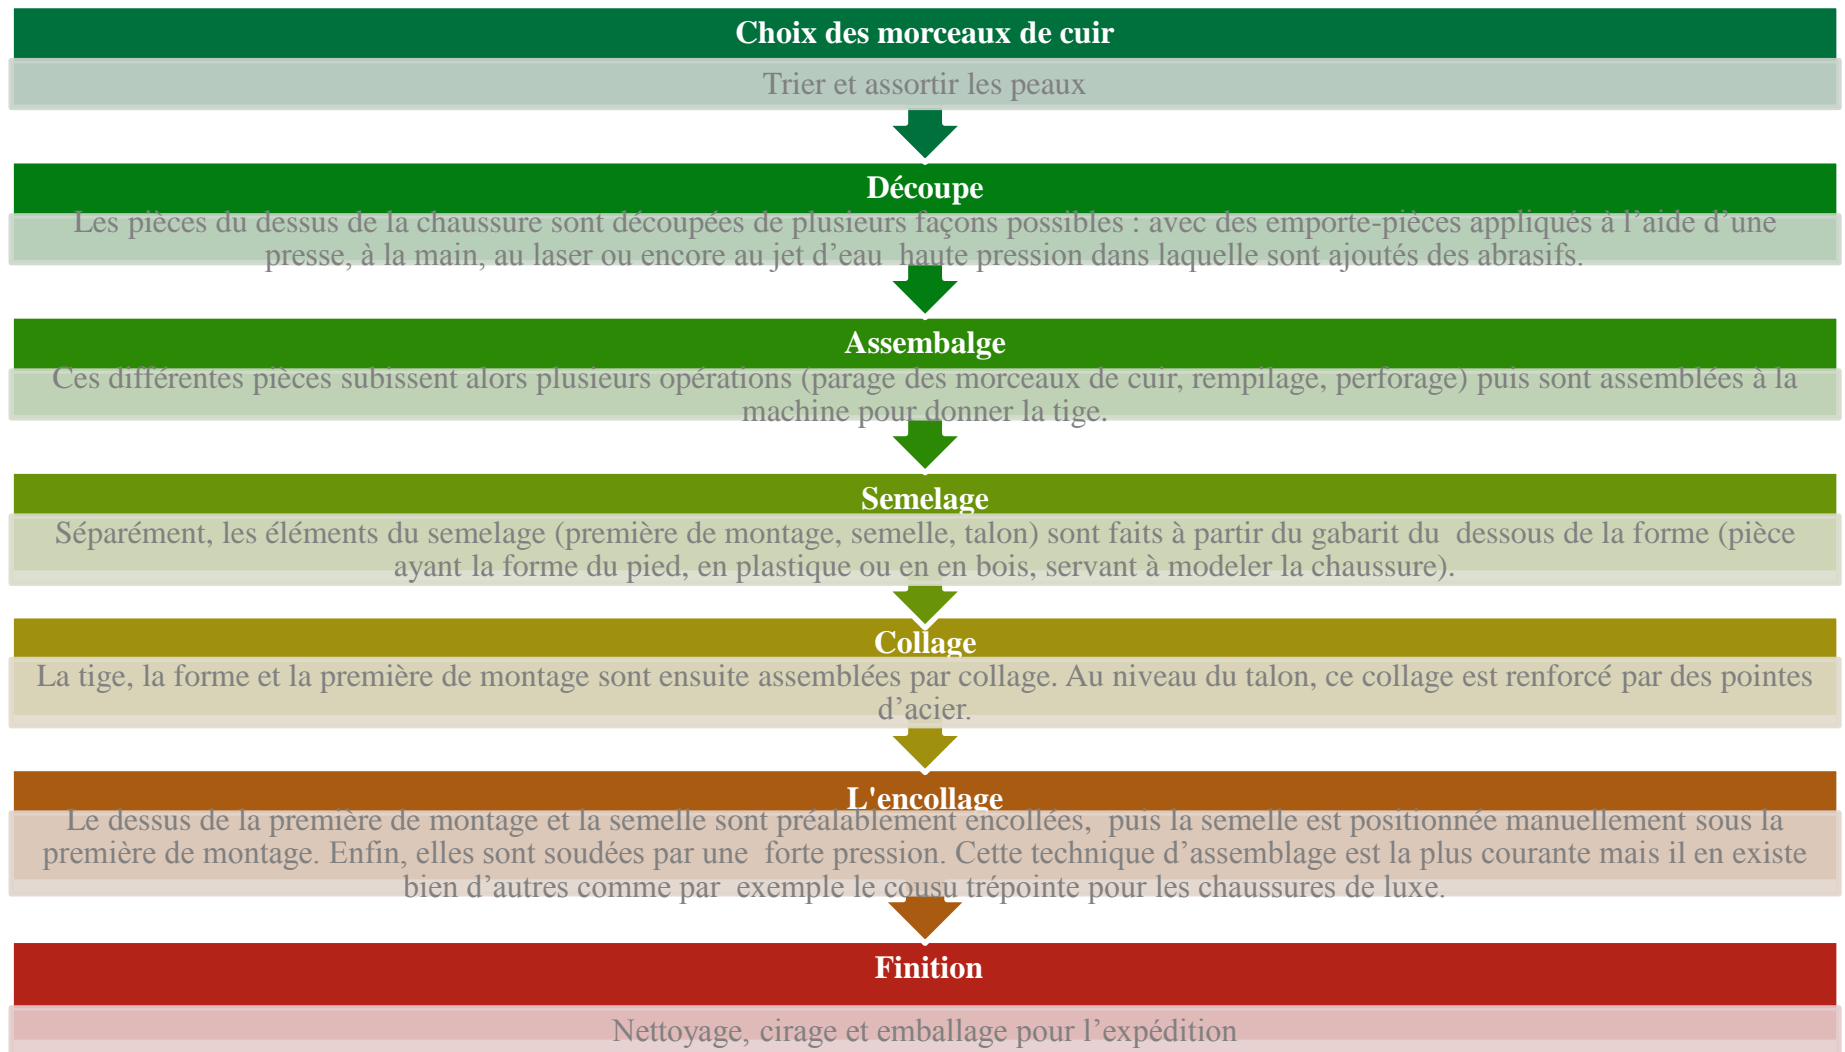 Choix des morceaux de cuir
Trier et assortir les peaux
Découpe
Les pièces du dessus de la chaussure sont découpées de plusieurs façons possibles : avec des emporte-pièces appliqués à l’aide d’une
presse, à la main, au laser ou encore au jet d’eau  haute pression dans laquelle sont ajoutés des abrasifs.
Assembalge
Ces différentes pièces subissent alors plusieurs opérations (parage des morceaux de cuir, rempilage, perforage) puis sont assemblées à la
machine pour donner la tige.
Semelage
Séparément, les éléments du semelage (première de montage, semelle, talon) sont faits à partir du gabarit du  dessous de la forme (pièce
ayant la forme du pied, en plastique ou en en bois, servant à modeler la chaussure).
Collage
La tige, la forme et la première de montage sont ensuite assemblées par collage. Au niveau du talon, ce collage est renforcé par des pointes
d’acier.
L'encollage
Le dessus de la première de montage et la semelle sont préalablement encollées,  puis la semelle est positionnée manuellement sous la
première de montage. Enfin, elles sont soudées par une  forte pression. Cette technique d’assemblage est la plus courante mais il en existe
bien d’autres comme par  exemple le cousu trépointe pour les chaussures de luxe.
Finition
Nettoyage, cirage et emballage pour l’expédition